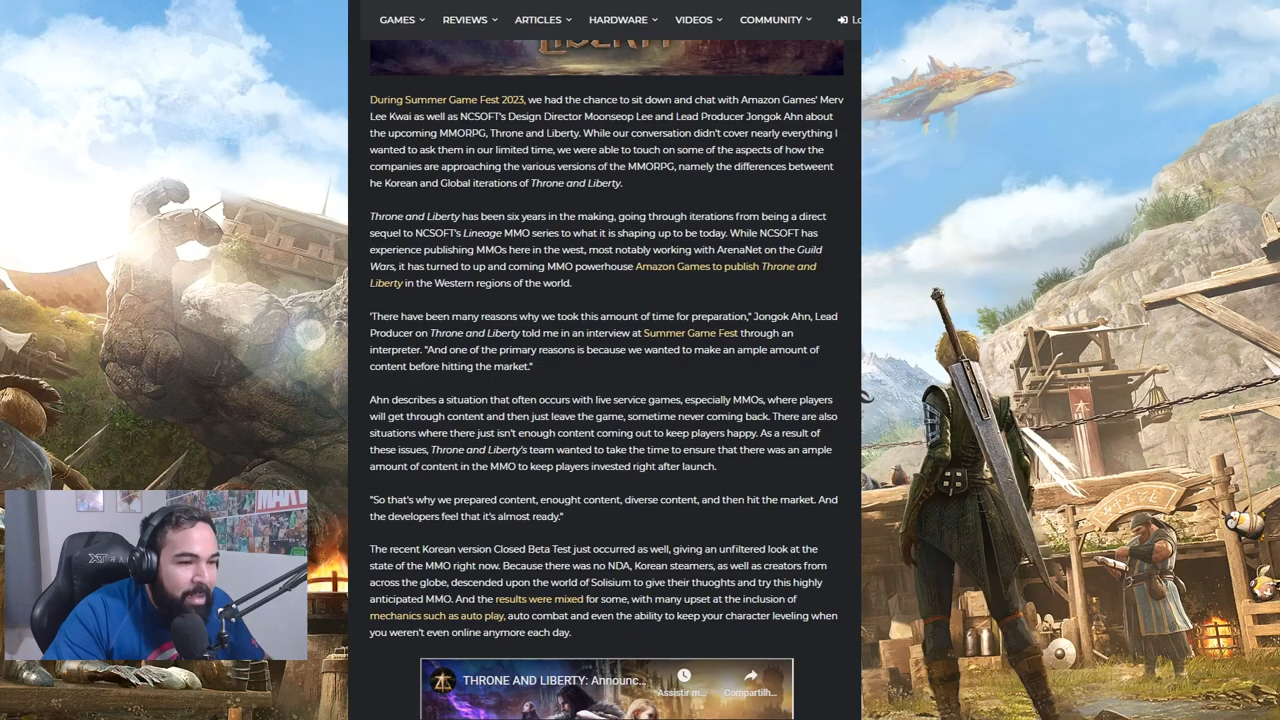 GAMES REVIEWS ARTICLES HARDWARE VIDEOS COMMUNITY
LIBERTY
During Summer Game Fest 2023, we had the chance to sit down and chat with Amazon Games' Merv
Lee Kwai as well as NCSOFT's Design Director Moonseop Lee and Lead Producer Jongok Ahn about
the upcoming MMORPG, Throne and Liberty. While our conversation didn't cover nearly everything I
wanted to ask them in our limited time, we were able to touch on some of the aspects of how the
companies are approaching the various versions of the MMORPG, namely the differences betweent
he Korean and Global iterations of Throne and Liberty.
Throne and Liberty has been six years in the making, going through iterations from being a direct
sequel to NCSOFT's Lineage MMO series to what it is shaping up to be today. While NCSOFT has
experience publishing MMOs here in the west, most notably working with ArenaNet on the Guild
Wars, it has turned to up and coming MMO powerhouse Amazon Games to publish Throne and
Liberty in the Western regions of the world.
'There have been many reasons why we took this amount of time for preparation," Jongok Ahn, Lead
Producer on Throne and Liberty told me in an interview at Summer Game Fest through an
interpreter. "And one of the primary reasons is because we wanted to make an ample amount of
content before hitting the market."
Ahn describes a situation that often occurs with live service games, especially MMOs, where players
will get through content and then just leave the game, sometime never coming back. There are also
situations where there just isn't enough content coming out to keep players happy. As a result of
these issues, Throne and Liberty's team wanted to take the time to ensure that there was an ample
amount of content in the MMO to keep players invested right after launch.
"So that's why we prepared content, enought content, diverse content, and then hit the market. And
the developers feel that it's almost ready."
The recent Korean version Closed Beta Test just occurred as well, giving an unfiltered look at the
state of the MMO right now. Because there was no NDA, Korean steamers, as well as creators from
across the globe, descended upon the world of Solisium to give their thuoghts and try this highly
anticipated MMO. And the results were mixed for some, with many upset at the inclusion of
mechanics such as auto play, auto combat and even the ability to keep your character leveling when
you weren't even online anymore each day.
THRONE AND LIBERTY: Announc...
Assistir m... Compartilh...